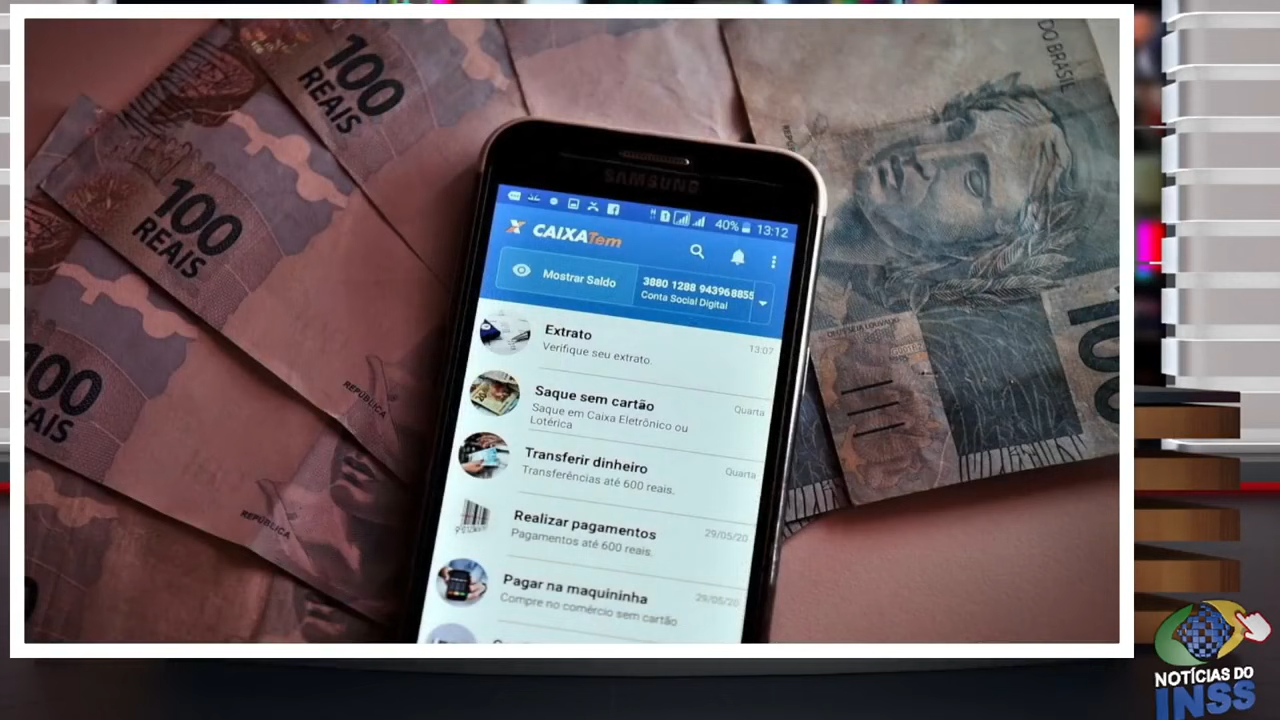 100
REAIS
100
REAIS
100
AIS
REPÚBLICA
REPÚBLICA
DO BRASIL
100
SAMSUNG
40% 13:12
CAIXATem
Mostrar Saldo
3880 1288 943968855
Conta Social Digital
Extrato
13:07
Verifique seu extrato.
Saque sem cartão
Quarta
Saque em Caixa Eletrônico ou
Lotérica
Transferir dinheiro
Quarta
Transferências até 600 reais.
Realizar pagamentos
29/05/20
Pagamentos até 600 reais.
Pagar na maquininha
29/05/20
Compre no comércio sem cartão
NOTÍCIAS DO
INSS